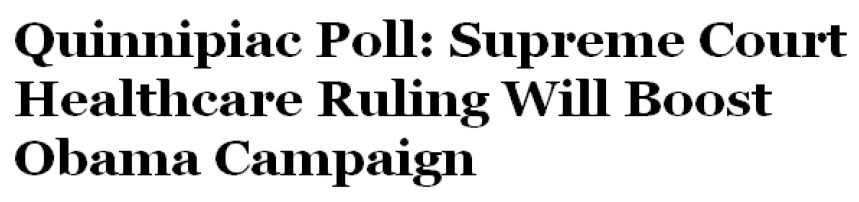 Quinnipiac Poll: Supreme Court
Healthcare Ruling Will Boost
Obama Campaign